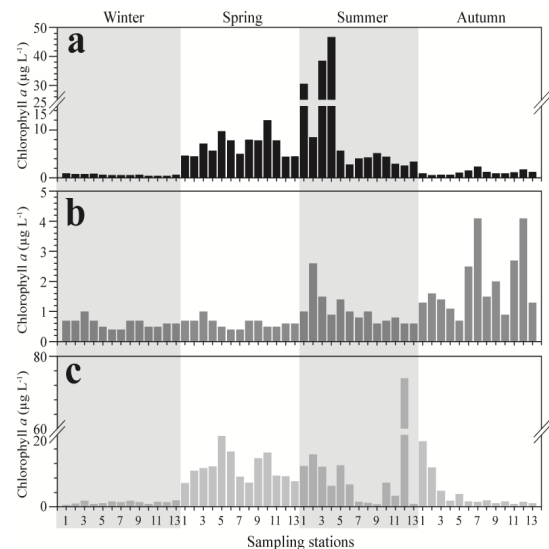 Winter Spring Summer Autumn
a
Chlorophyll a (µg L-1)
50
40
30
25
15
10
0
b
Chlorophyll a (µg L-1)
5
4
3
2
1
0
c
Chlorophyll a (µg L-1)
80
60
20
0
1 3 5 7 9 11 13 1 3 5 7 9 11 13 1 3 5 7 9 11 13 1 3 5 7 9 11 13
Sampling stations